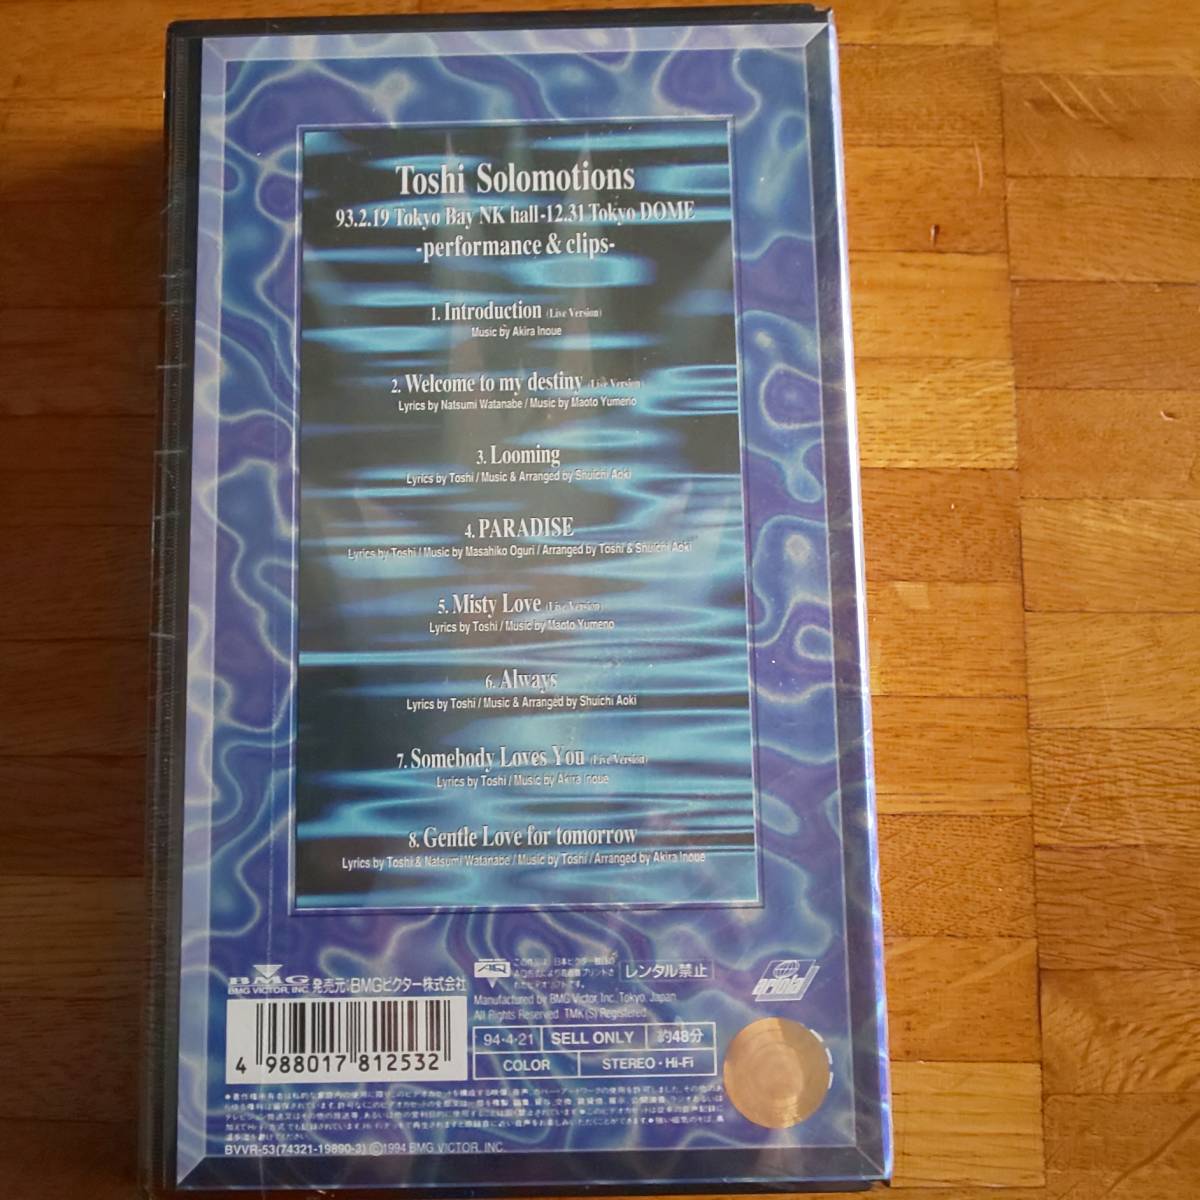 Toshi Solomotions
93.2.19 Tokyo Bay NK hall-12.31 Tokyo DOME
-performance & clips-
1. Introduction (Live Version)
Music by Akira Inoue
2. Welcome to my destiny (Live Version)
Lyrics by Natsumi Watanabe / Music by Maoto Yumeno
3. Looming
Lyrics by Toshi / Music & Arranged by Shuichi Aoki
4. PARADISE
Lyrics by Toshi / Music by Masahiko Oguri / Arranged by Toshi & Shuichi Aoki
5. Misty Love (Live Version)
Lyrics by Toshi / Music by Maoto Yumeno
6. Always
Lyrics by Toshi / Music & Arranged by Shuichi Aoki
7. Somebody Loves You (Live Version)
Lyrics by Toshi / Music by Akira Inoue
8. Gentle Love for tomorrow
Lyrics by Toshi & Natsumi Watanabe / Music by Toshi / Arranged by Akira Inoue
BMG
BMG VICTOR, INC.
発売元:BMGビクター株式会社
4 988017 812532
AQ
レンタル禁止
Manufactured by BMG Victor Inc. Tokyo, Japan.
All Rights Reserved. TMK (S) Registered.
94・4・21 SELL ONLY 約48分
COLOR STEREO・Hi-Fi
ariola
BVVR-53(74321-19890-3) ©1994 BMG VICTOR, INC.